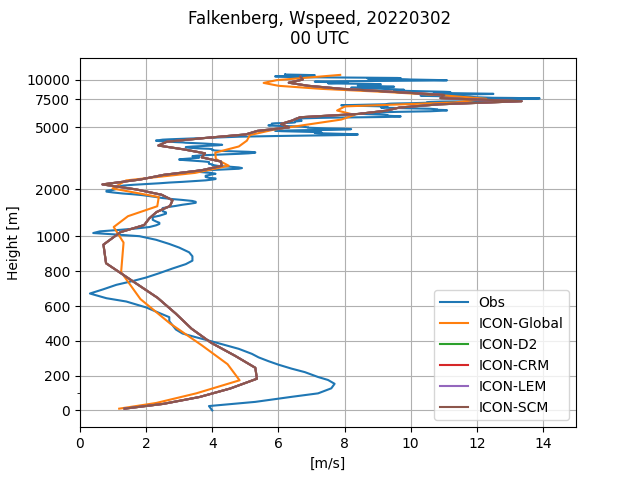 Falkenberg, Wspeed, 20220302
00 UTC
Height [m]
10000
7500
5000
2000
1000
800
600
400
200
0
0 2 4 6 8 10 12 14
[m/s]
Obs
ICON-Global
ICON-D2
ICON-CRM
ICON-LEM
ICON-SCM